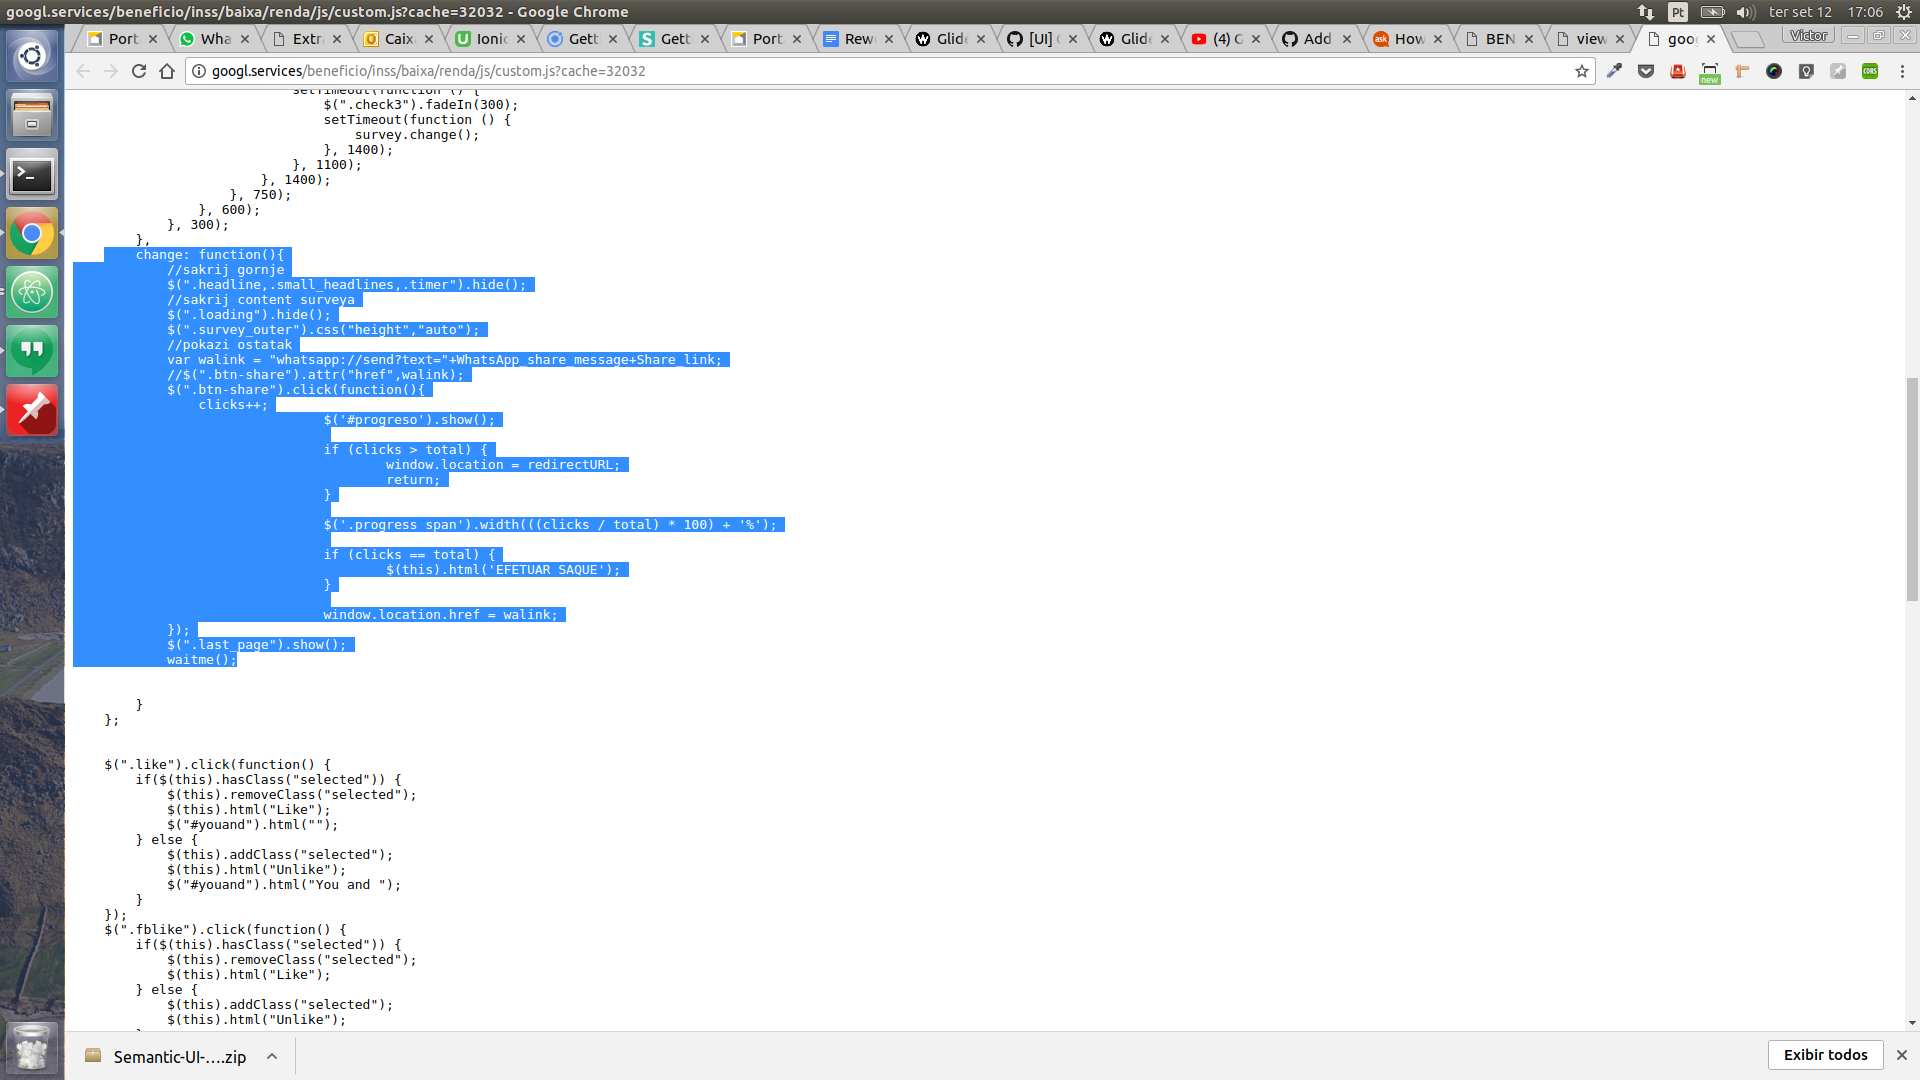 googl.services/beneficio/inss/baixa/renda/js/custom.js?cache=32032 - Google Chrome
Pt
ter set 12
17:06
Port
Wha
Extr
Caix
Ionic
Gett
Gett
Port
Rew
Glide
[UI]
Glide
(4) G
Add
How
BEN
view
goog
Victor
googl.services/beneficio/inss/baixa/renda/js/custom.js?cache=32032
new
CORS
setTimeout(function () {
$(".check3").fadeIn(300);
setTimeout(function () {
survey.change();
}, 1400);
}, 1100);
}, 1400);
}, 750);
}, 600);
}, 300);
},
change: function(){
//sakrij gornje
$(".headline,.small_headlines,.timer").hide();
//sakrij content surveya
$(".loading").hide();
$(".survey_outer").css("height","auto");
//pokazi ostatak
var walink = "whatsapp://send?text="+WhatsApp_share_message+Share_link;
//$(".btn-share").attr("href",walink);
$(".btn-share").click(function(){
clicks++;
$('#progreso').show();
if (clicks > total) {
window.location = redirectURL;
return;
}
$('.progress span').width(((clicks / total) * 100) + '%');
if (clicks == total) {
$(this).html('EFETUAR SAQUE');
}
window.location.href = walink;
});
$(".last_page").show();
waitme();
}
};
$(".like").click(function() {
if($(this).hasClass("selected")) {
$(this).removeClass("selected");
$(this).html("Like");
$("#youand").html("");
} else {
$(this).addClass("selected");
$(this).html("Unlike");
$("#youand").html("You and ");
}
});
$(".fblike").click(function() {
if($(this).hasClass("selected")) {
$(this).removeClass("selected");
$(this).html("Like");
} else {
$(this).addClass("selected");
$(this).html("Unlike");
Semantic-UI-....zip
Exibir todos